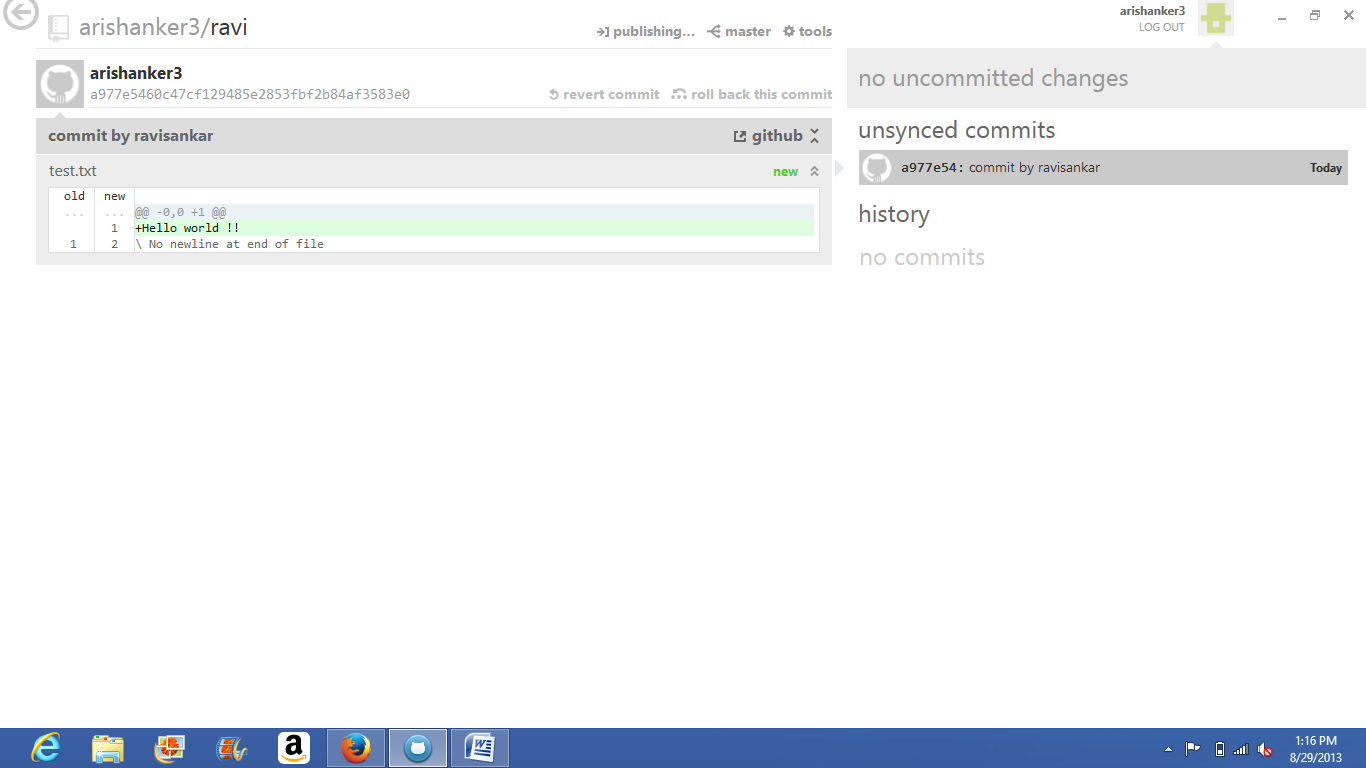 arishanker3/ravi
publishing... master tools
arishanker3
LOG OUT
arishanker3
a977e5460c47cf129485e2853fbf2b84af3583e0
revert commit roll back this commit
commit by ravisankar
github
test.txt
new
old new
... ... @@ -0,0 +1 @@
1 +Hello world !!
1 2 \ No newline at end of file
no uncommitted changes
unsynced commits
a977e54: commit by ravisankar Today
history
no commits
1:16 PM
8/29/2013